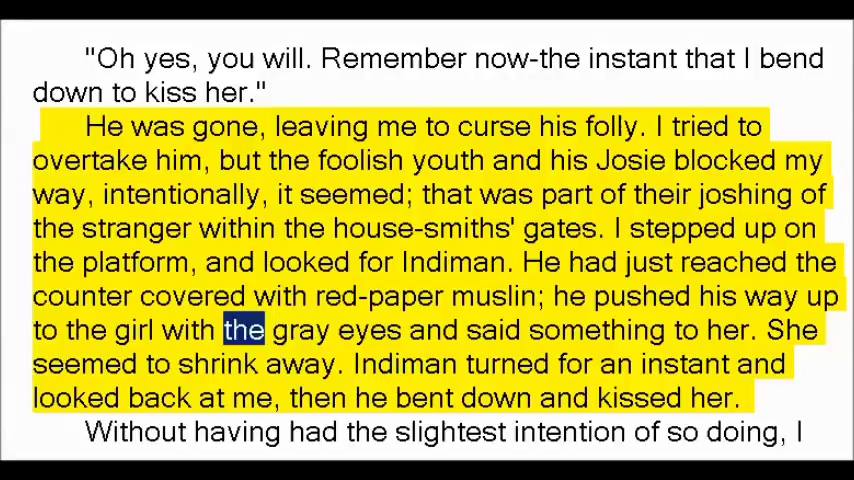 "Oh yes, you will. Remember now-the instant that I bend
down to kiss her."
He was gone, leaving me to curse his folly. I tried to
overtake him, but the foolish youth and his Josie blocked my
way, intentionally, it seemed; that was part of their joshing of
the stranger within the house-smiths' gates. I stepped up on
the platform, and looked for Indiman. He had just reached the
counter covered with red-paper muslin; he pushed his way up
to the girl with the gray eyes and said something to her. She
seemed to shrink away. Indiman turned for an instant and
looked back at me, then he bent down and kissed her.
Without having had the slightest intention of so doing, I